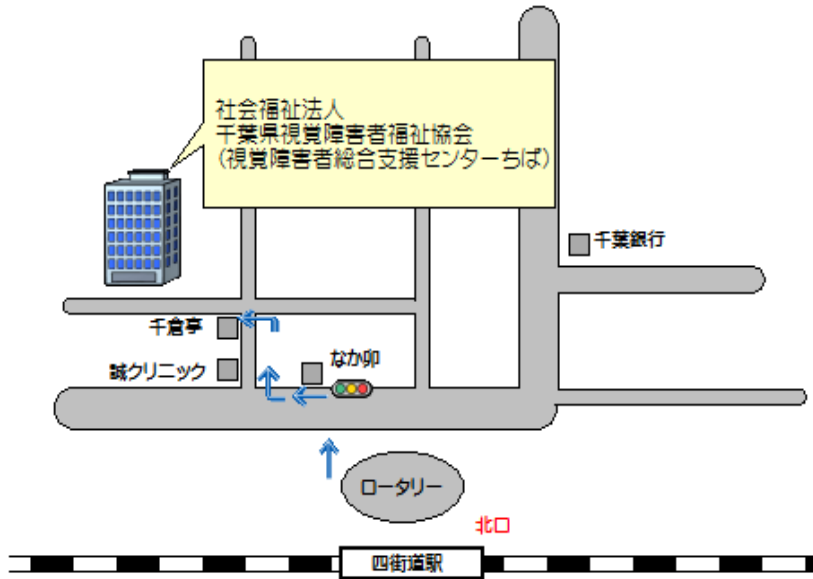 社会福祉法人
千葉県視覚障害者福祉協会
(視覚障害者総合支援センターちば)
千葉銀行
千倉亭
なか卯
誠クリニック
ロータリー
北口
四街道駅